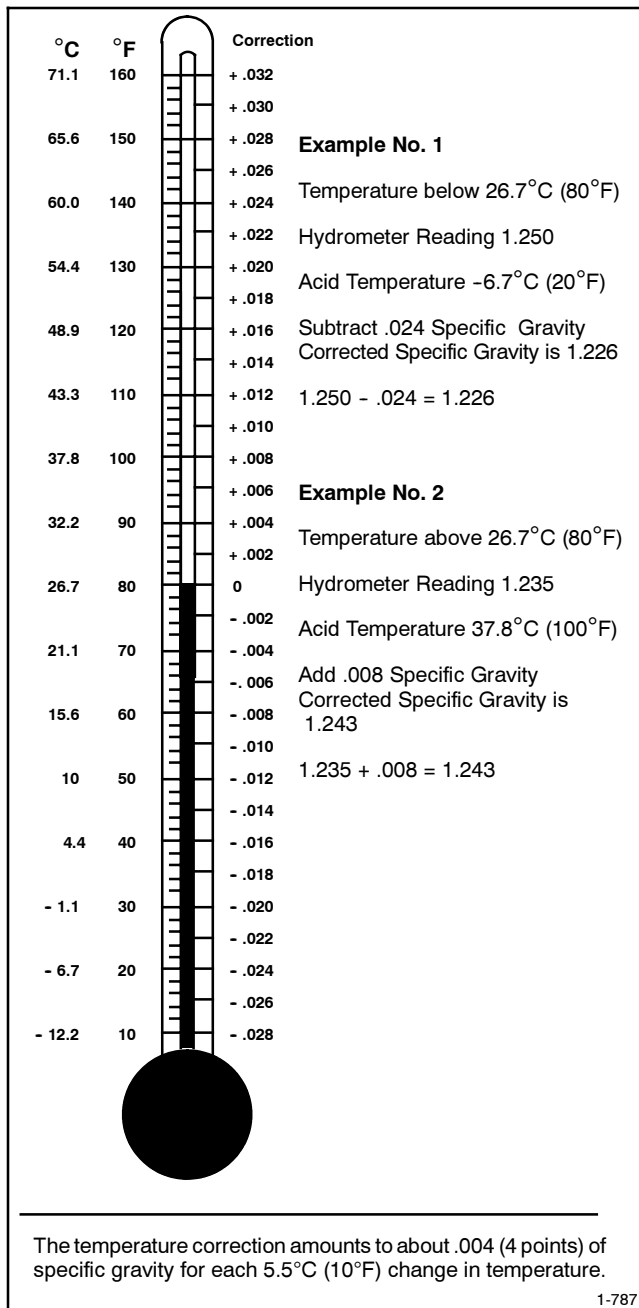 °C °F Correction
71.1 160 + .032
+ .030
65.6 150 + .028
+ .026
60.0 140 + .024
+ .022
54.4 130 + .020
+ .018
48.9 120 + .016
+ .014
43.3 110 + .012
+ .010
37.8 100 + .008
+ .006
32.2 90 + .004
+ .002
26.7 80 0
- .002
21.1 70 - .004
-. 006
15.6 60 - .008
- .010
10 50 - .012
- .014
4.4 40 - .016
- .018
- 1.1 30 - .020
- .022
- 6.7 20 - .024
- .026
- 12.2 10 - .028
Example No. 1
Temperature below 26.7°C (80°F)
Hydrometer Reading 1.250
Acid Temperature -6.7°C (20°F)
Subtract .024 Specific Gravity
Corrected Specific Gravity is 1.226
1.250 - .024 = 1.226
Example No. 2
Temperature above 26.7°C (80°F)
Hydrometer Reading 1.235
Acid Temperature 37.8°C (100°F)
Add .008 Specific Gravity
Corrected Specific Gravity is
1.243
1.235 + .008 = 1.243
The temperature correction amounts to about .004 (4 points) of
specific gravity for each 5.5°C (10°F) change in temperature.
1-787